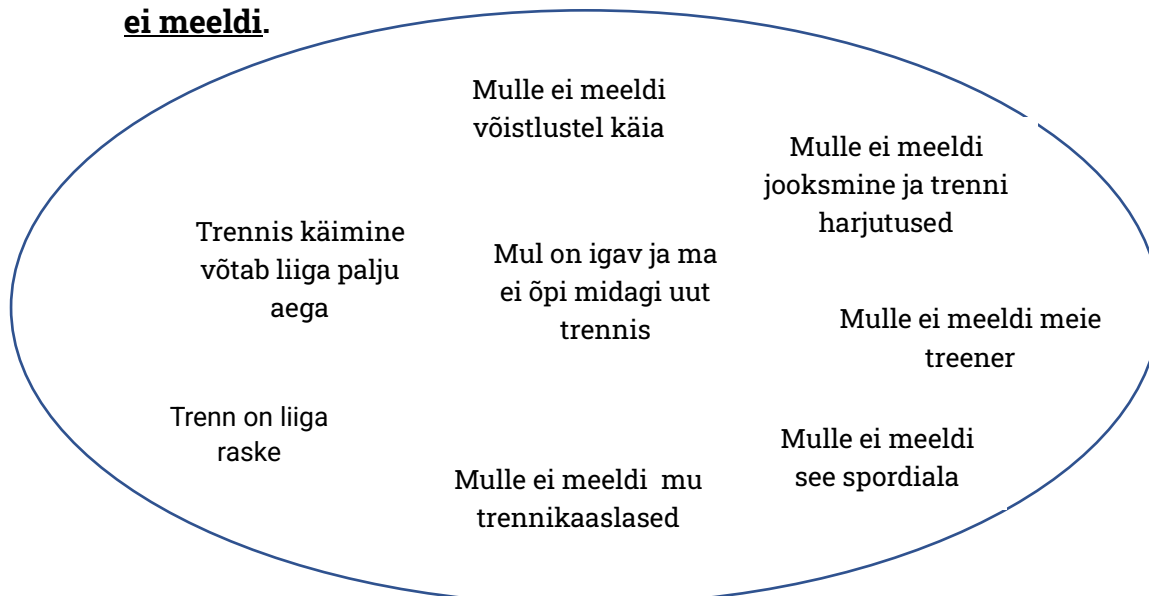 ei meeldi.
Mulle ei meeldi
võistlustel käia
Mulle ei meeldi
jooksmine ja trenni
harjutused
Trennis käimine
võtab liiga palju
aega
Mul on igav ja ma
ei õpi midagi uut
trennis
Mulle ei meeldi meie
treener
Trenn on liiga
raske
Mulle ei meeldi mu
trennikaaslased
Mulle ei meeldi
see spordiala